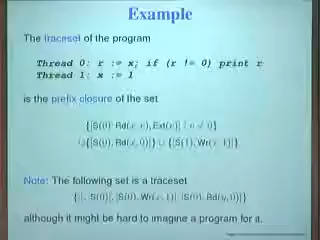 Example
The traceset of the program
Thread 0: r := x; if (r != 0) print r
Thread 1: x := 1
is the prefix closure of the set
{[S(0), Rd(x, v), Ext(v)] | v ≠ 0}
∪{[S(0), Rd(x, 0)]} ∪ {[S(1), Wr(x, 1)]}
Note: The following set is a traceset
{[], [S(0)], [S(0), Wr(x, 1)], [S(0), Rd(y, 0)]}
although it might be hard to imagine a program for it.